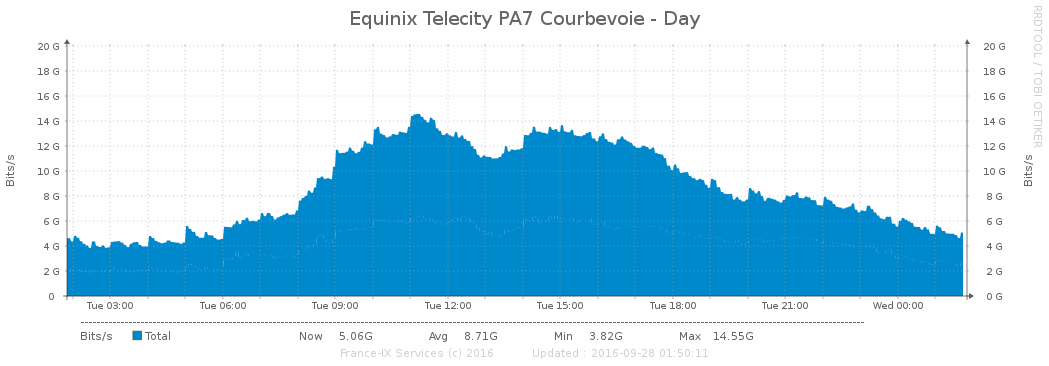 Equinix Telecity PA7 Courbevoie - Day
RRDTOOL / TOBI OETIKER
Bits/s
20 G
18 G
16 G
14 G
12 G
10 G
8 G
6 G
4 G
2 G
0
20 G
18 G
16 G
14 G
12 G
10 G
8 G
6 G
4 G
2 G
0 G
Bits/s
Tue 03:00 Tue 06:00 Tue 09:00 Tue 12:00 Tue 15:00 Tue 18:00 Tue 21:00 Wed 00:00
Bits/s Total Now 5.06G Avg 8.71G Min 3.82G Max 14.55G
France-IX Services (c) 2016 Updated : 2016-09-28 01:50:11